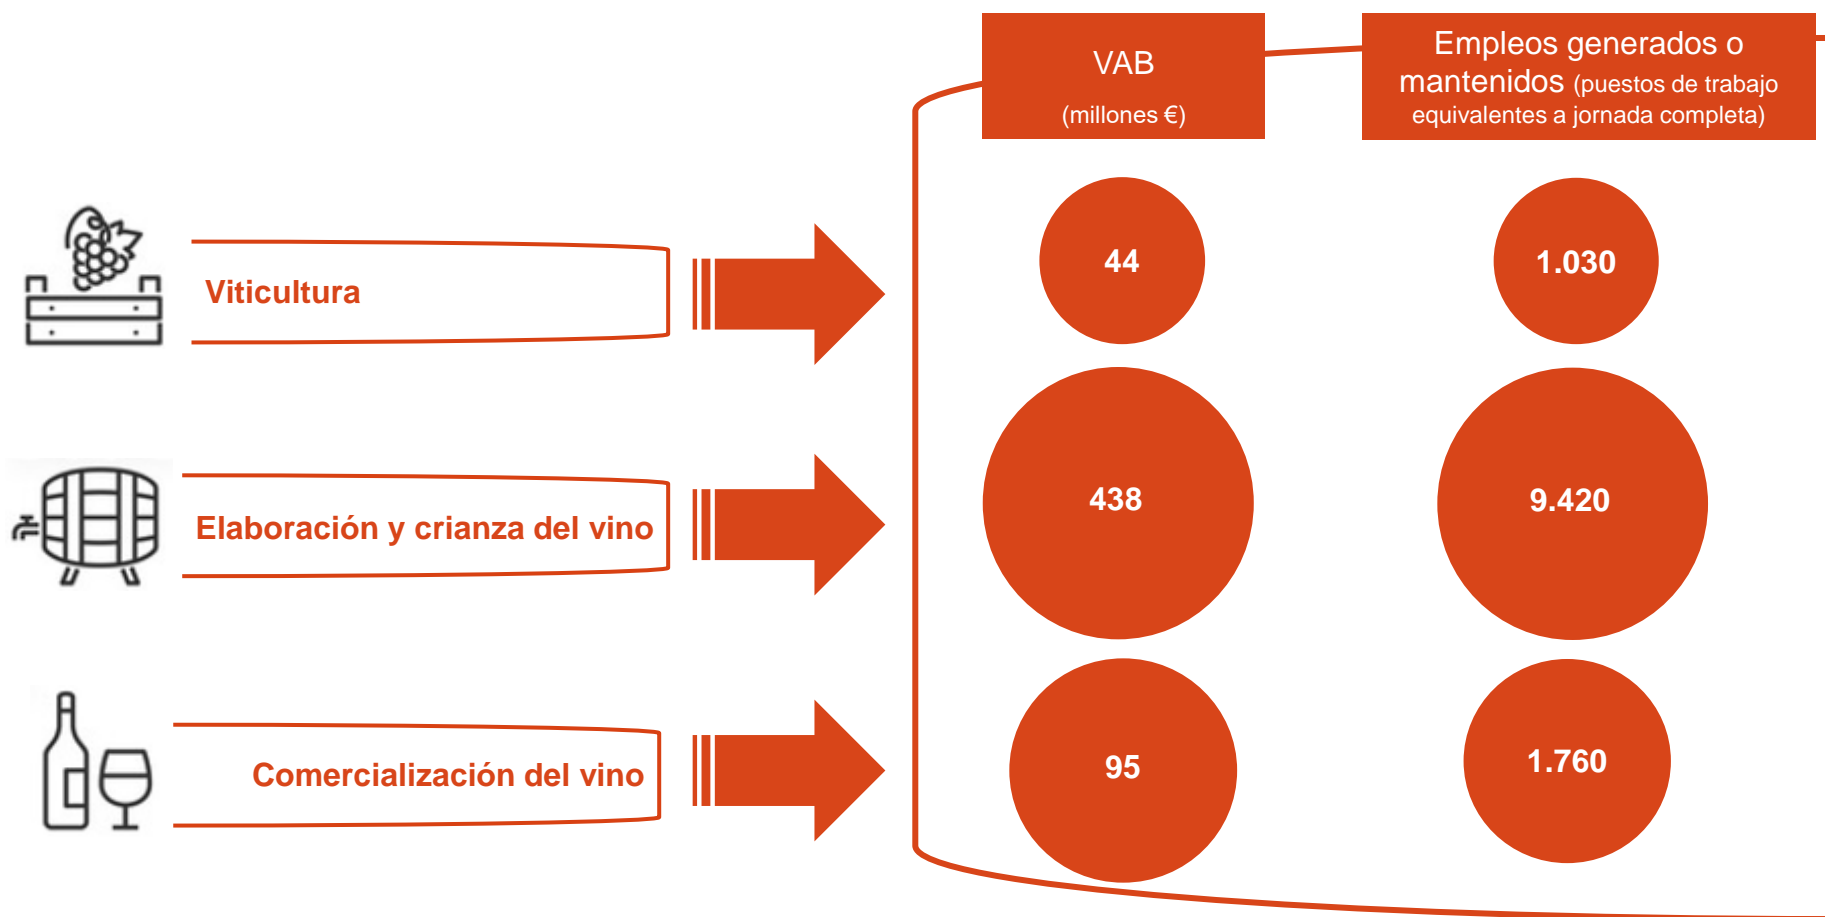 VAB
(millones €)
Empleos generados o
mantenidos (puestos de trabajo
equivalentes a jornada completa)
Viticultura
44
1.030
Elaboración y crianza del vino
438
9.420
Comercialización del vino
95
1.760